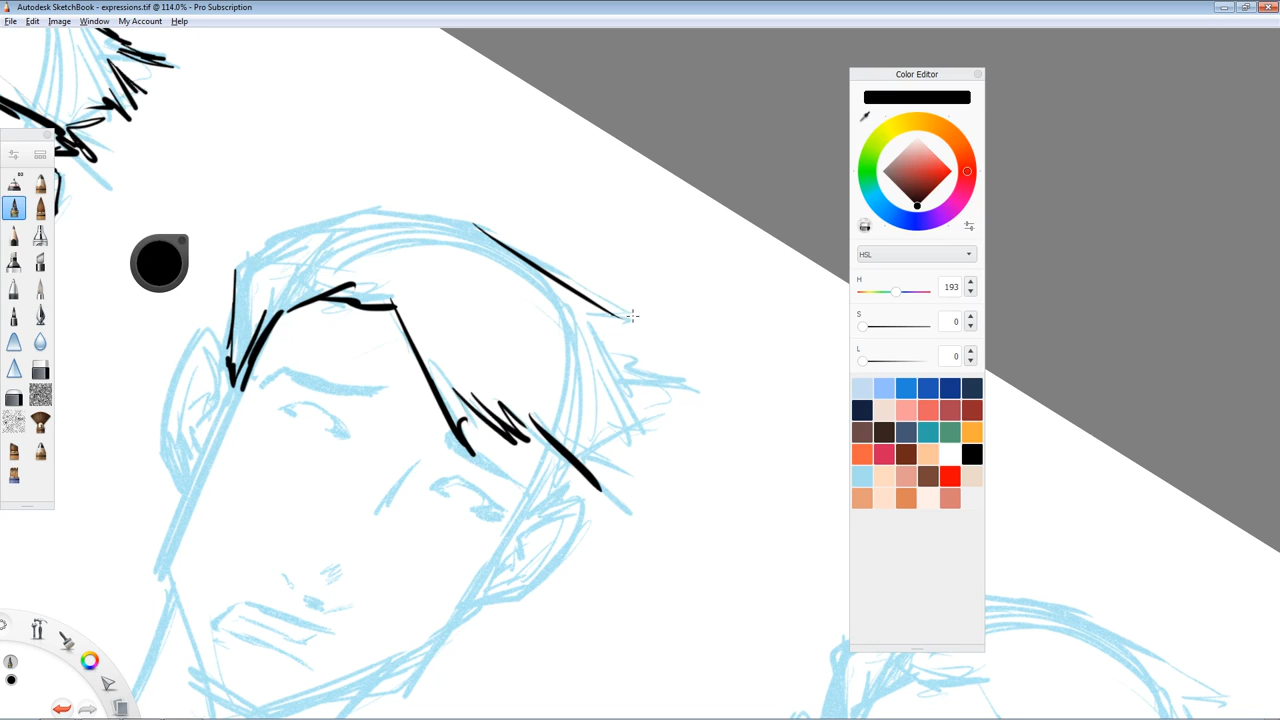 Autodesk SketchBook - expressions.tif @ 114.0% - Pro Subscription
File Edit Image Window My Account Help
Color Editor
80
HSL
H 193
S 0
L 0